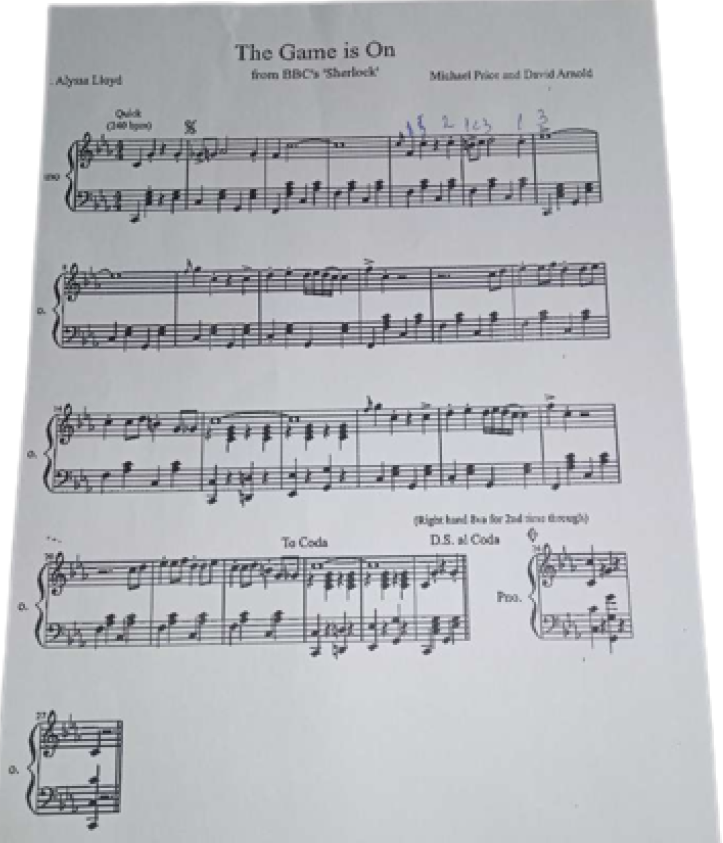 The Game is On
from BBC's 'Sherlock'
Alyssa Lloyd
Michael Price and David Arnold
Quick
(240 bpm)
1 3 2 1 2 3 1 3
(Right hand 8va for 2nd time through)
To Coda
D.S. al Coda
Pno.
27